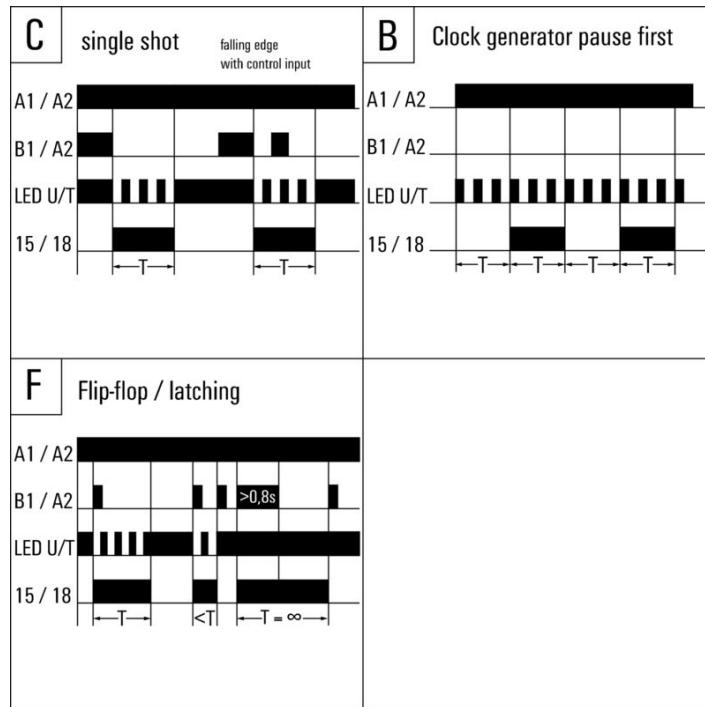 C
single shot
falling edge
with control input
A1 / A2
B1 / A2
LED U/T
15 / 18
T
T
B
Clock generator pause first
A1 / A2
B1 / A2
LED U/T
15 / 18
T
T
T
T
F
Flip-flop / latching
A1 / A2
B1 / A2
>0,8s
LED U/T
15 / 18
T
<T
T = ∞